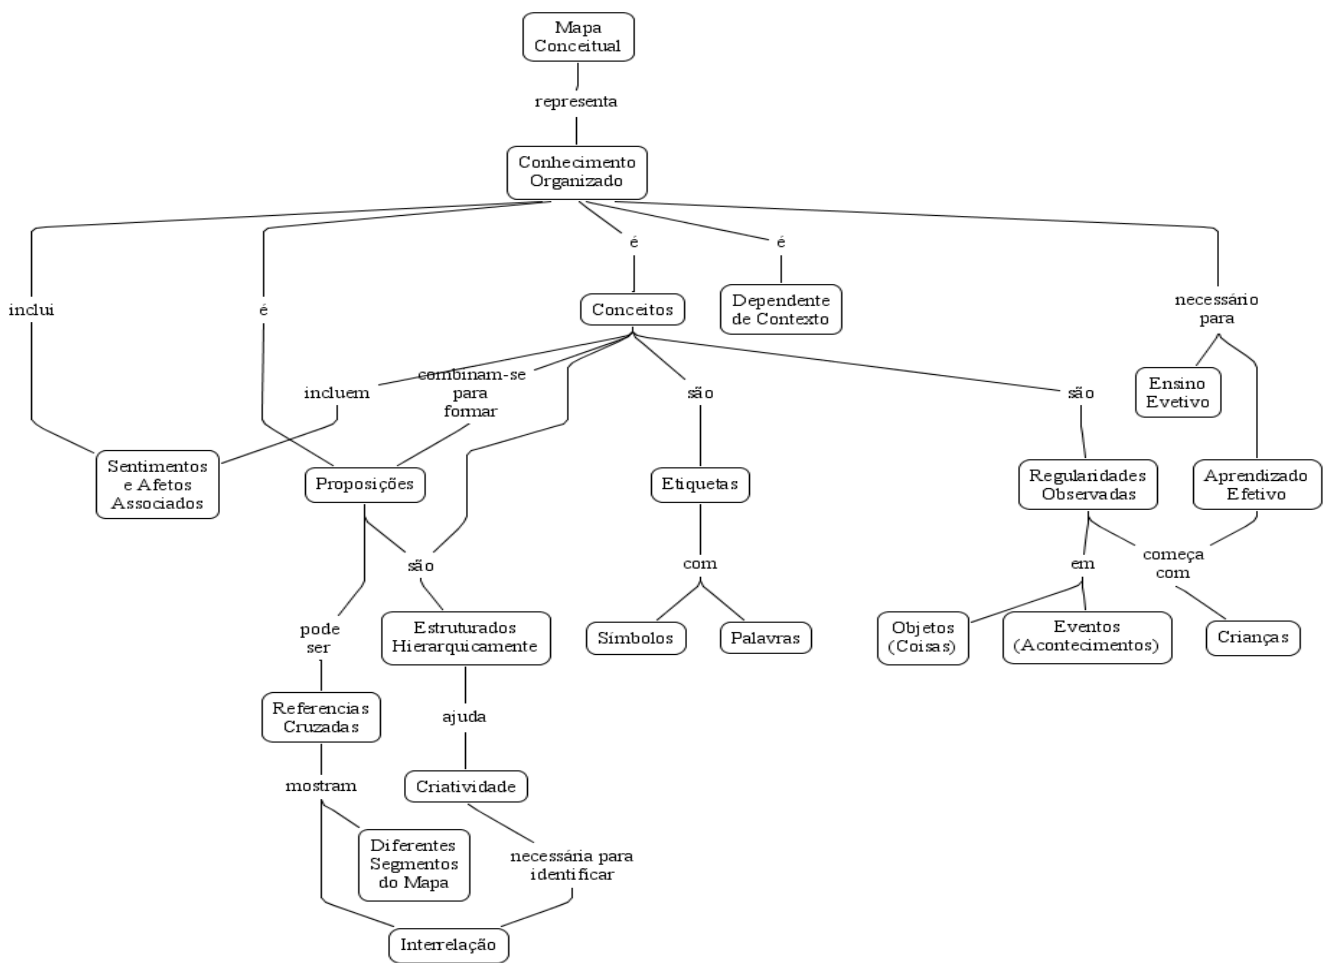 Mapa
Conceitual
representa
Conhecimento
Organizado
é
é
inclui
é
Conceitos
Dependente
de Contexto
necessário
para
incluem
combinam-se
para
formar
são
são
Ensino
Evetivo
Sentimentos
e Afetos
Associados
Proposições
Etiquetas
Regularidades
Observadas
Aprendizado
Efetivo
são
com
em
começa
com
pode
ser
Estruturados
Hierarquicamente
Símbolos
Palavras
Objetos
(Coisas)
Eventos
(Acontecimentos)
Crianças
Referencias
Cruzadas
ajuda
mostram
Criatividade
Diferentes
Segmentos
do Mapa
necessária para
identificar
Interrelação